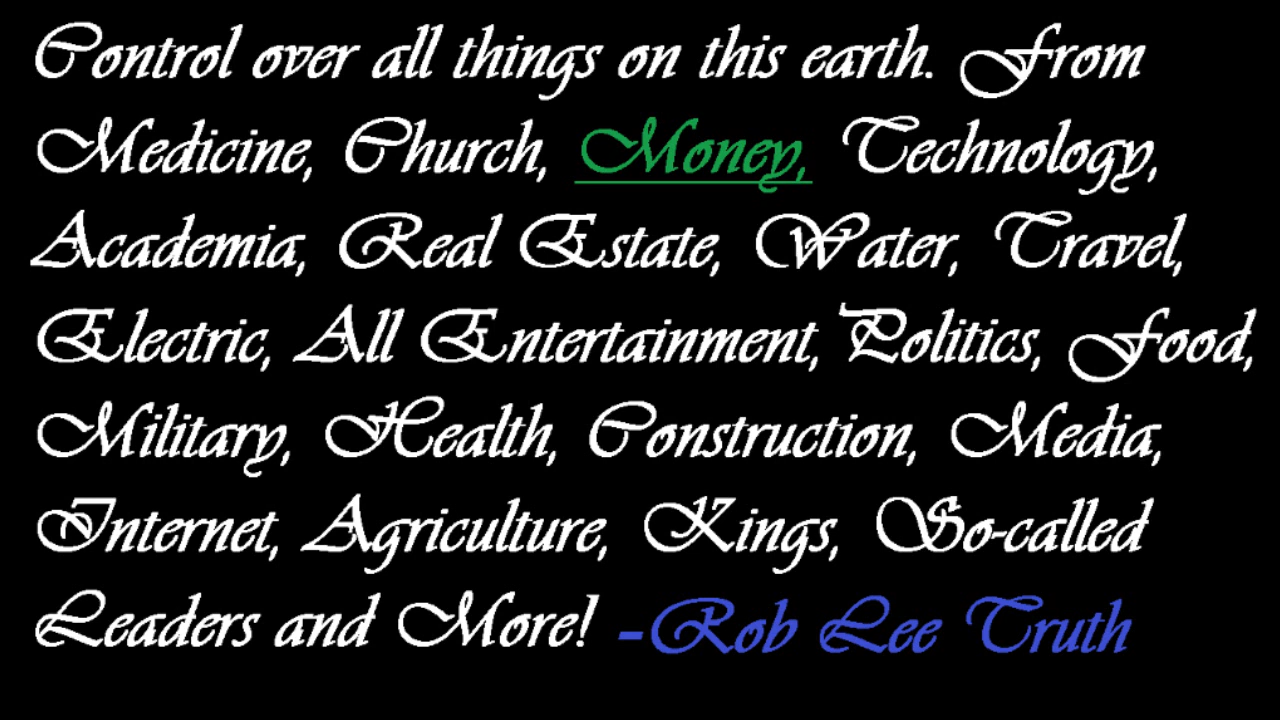 Control over all things on this earth. From
Medicine, Church, Money, Technology,
Academia, Real Estate, Water, Travel,
Electric, All Entertainment, Politics, Food,
Military, Health, Construction, Media,
Internet, Agriculture, Kings, So-called
Leaders and More! -Rob Lee Truth